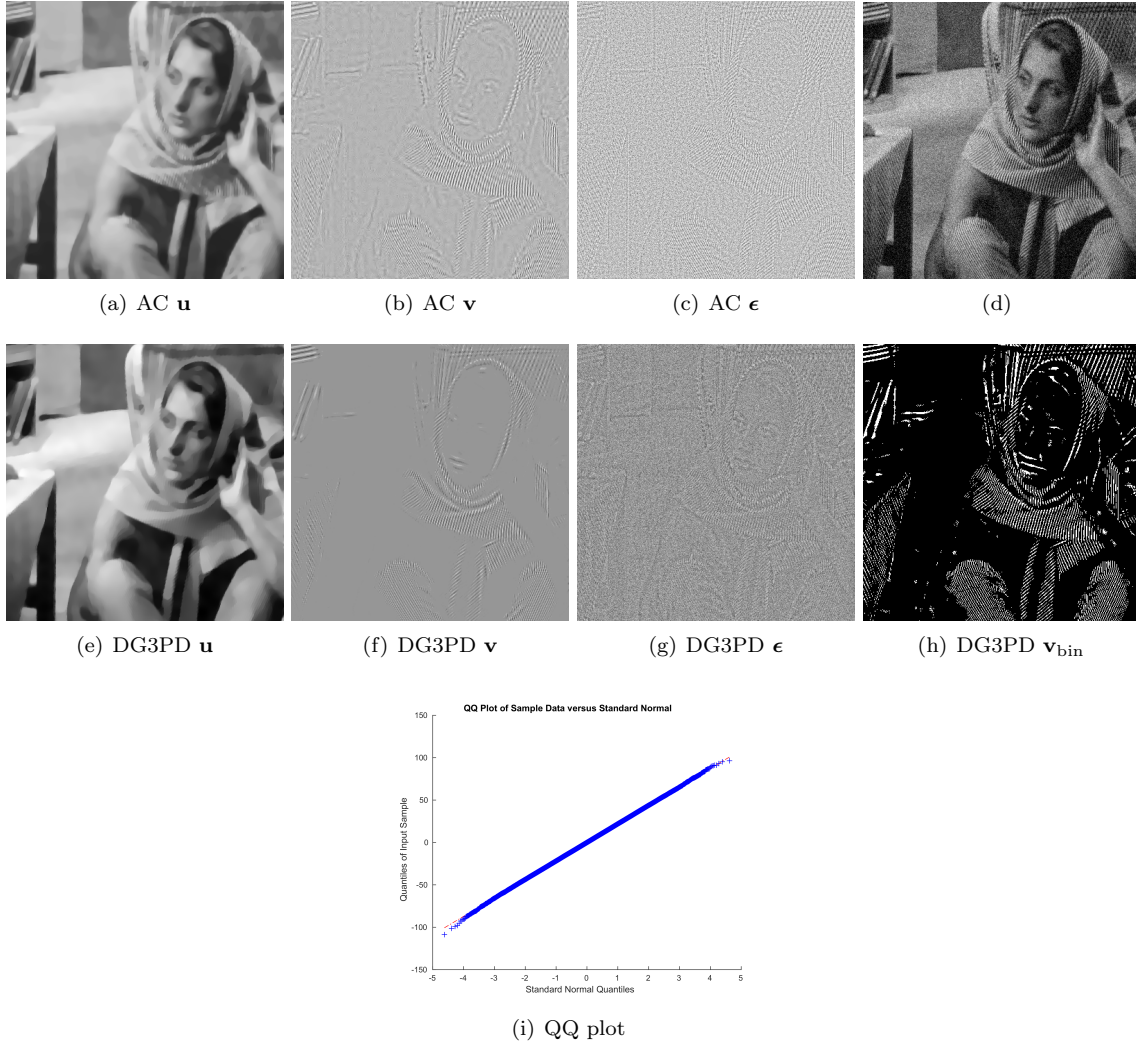 (a) AC u
(b) AC v
(c) AC ϵ
(d)
(e) DG3PD u
(f) DG3PD v
(g) DG3PD ϵ
(h) DG3PD v_bin
QQ Plot of Sample Data versus Standard Normal
150
100
50
0
-50
-100
-150
Quantiles of Input Sample
-5 -4 -3 -2 -1 0 1 2 3 4 5
Standard Normal Quantiles
(i) QQ plot